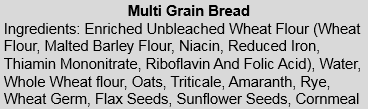 Multi Grain Bread
Ingredients: Enriched Unbleached Wheat Flour (Wheat
Flour, Malted Barley Flour, Niacin, Reduced Iron,
Thiamin Mononitrate, Riboflavin And Folic Acid), Water,
Whole Wheat flour, Oats, Triticale, Amaranth, Rye,
Wheat Germ, Flax Seeds, Sunflower Seeds, Cornmeal